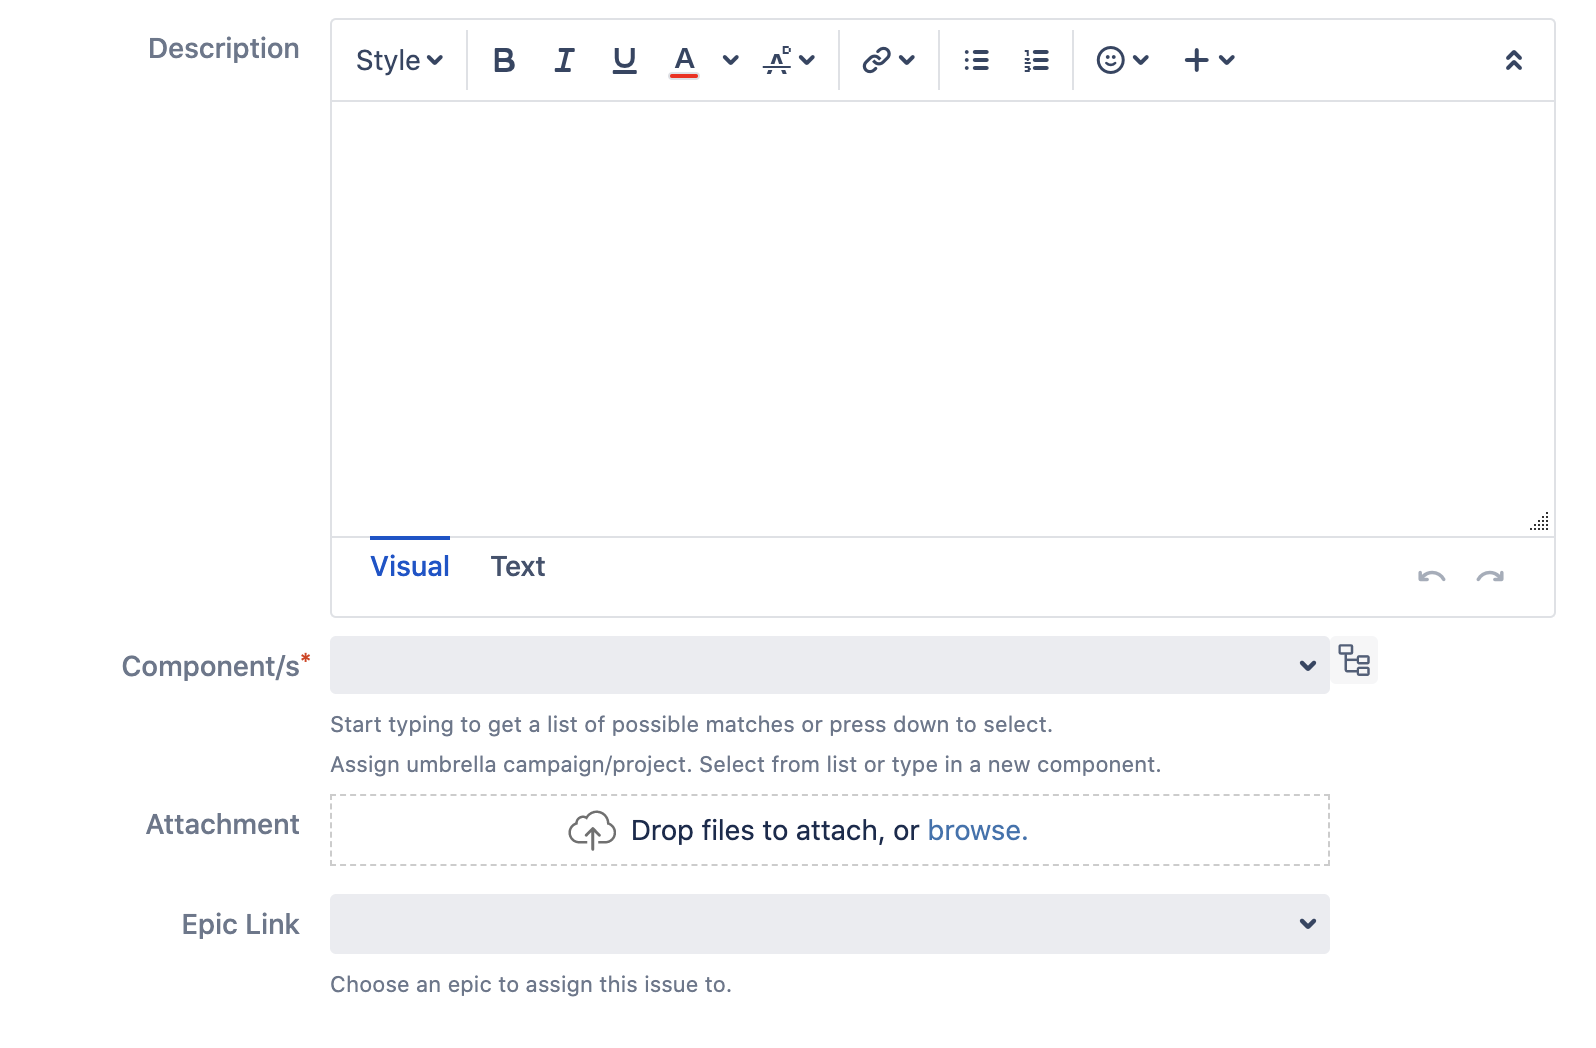 Description
Style
B I U A A
Visual Text
Component/s*
Start typing to get a list of possible matches or press down to select.
Assign umbrella campaign/project. Select from list or type in a new component.
Attachment
Drop files to attach, or browse.
Epic Link
Choose an epic to assign this issue to.